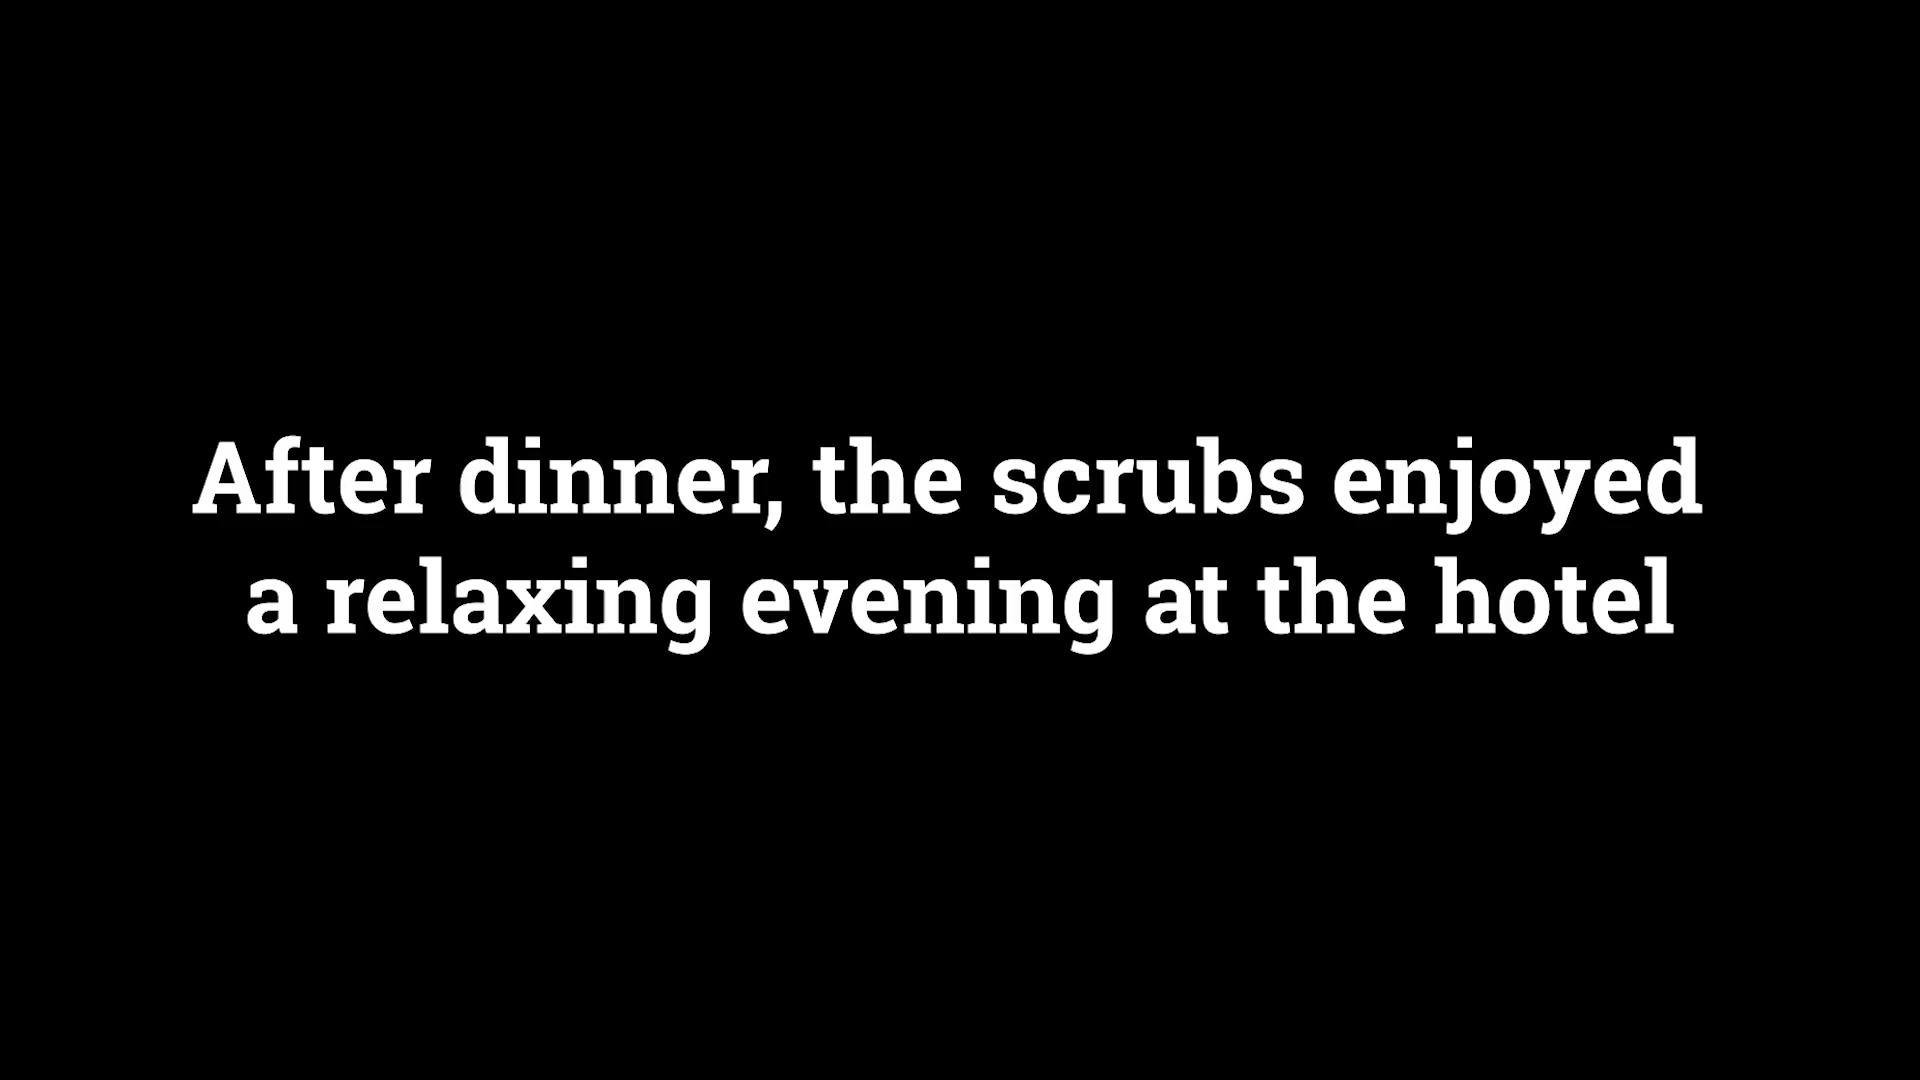 After dinner, the scrubs enjoyed
a relaxing evening at the hotel